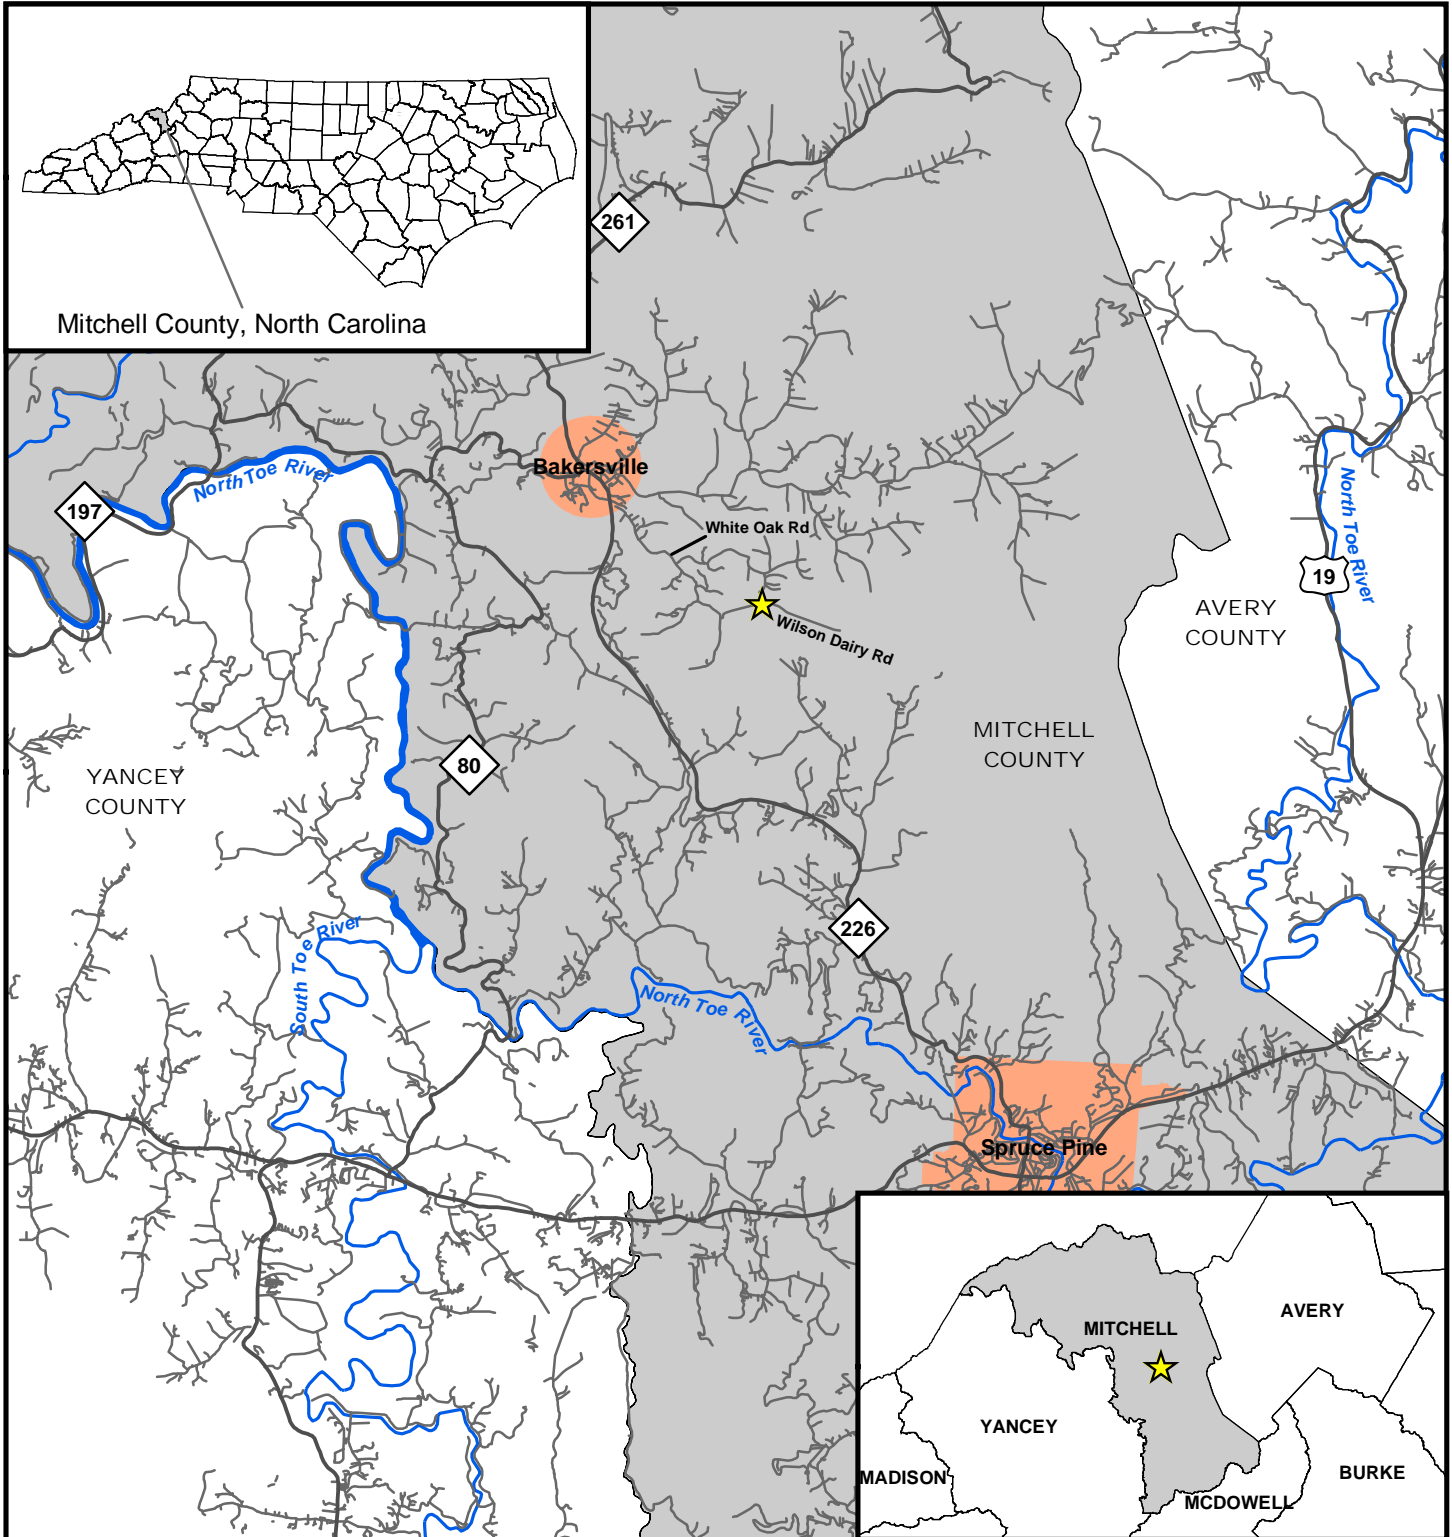 Mitchell County, North Carolina
261
Bakersville
North Toe River
197
White Oak Rd
North Toe River
19
AVERY
COUNTY
Wilson Dairy Rd
MITCHELL
COUNTY
80
YANCEY
COUNTY
226
South Toe River
North Toe River
Spruce Pine
AVERY
MITCHELL
YANCEY
MADISON
BURKE
MCDOWELL